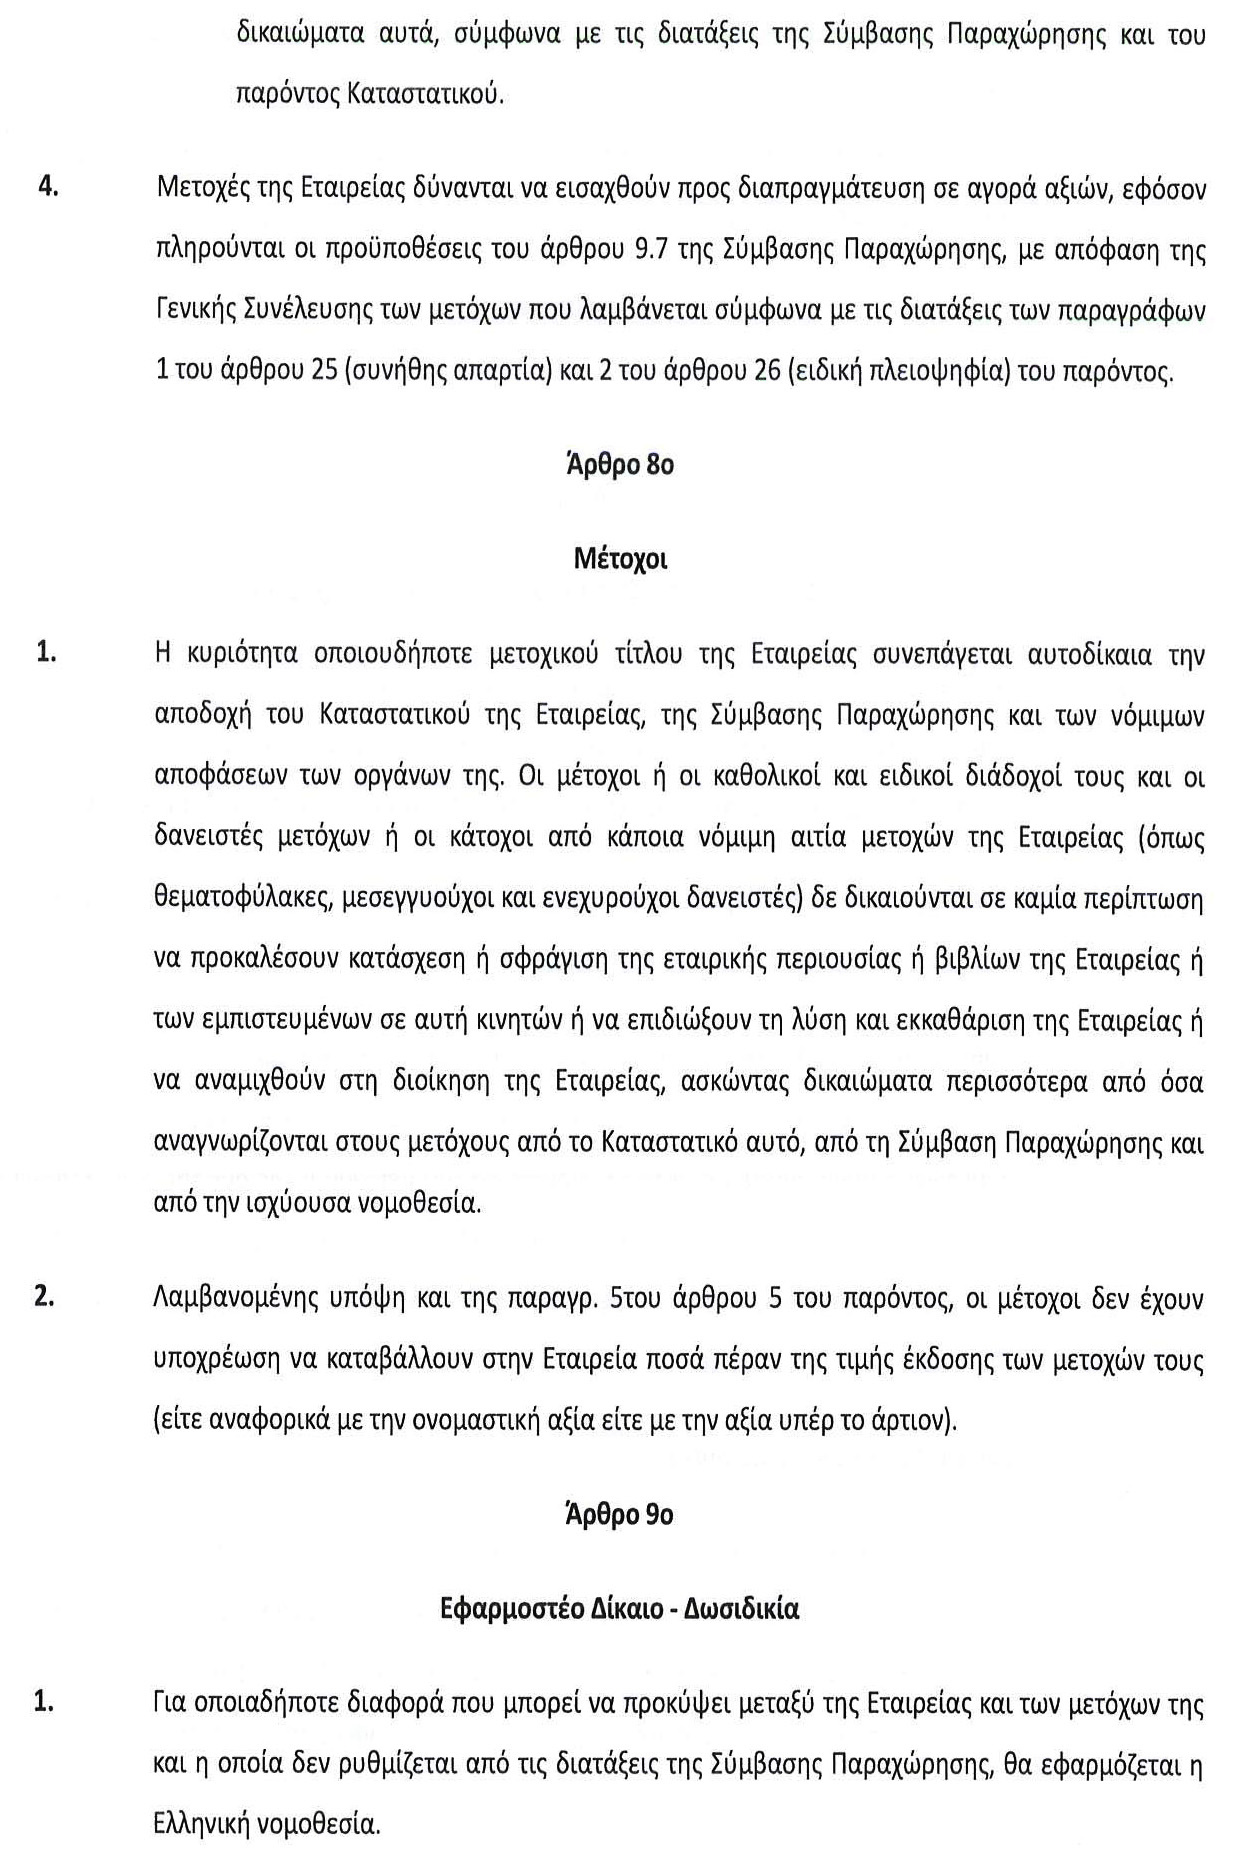 δικαιώματα αυτά, σύμφωνα με τις διατάξεις της Σύμβασης Παραχώρησης και του
παρόντος Καταστατικού.
4. Μετοχές της Εταιρείας δύνανται να εισαχθούν προς διαπραγμάτευση σε αγορά αξιών, εφόσον
πληρούνται οι προϋποθέσεις του άρθρου 9.7 της Σύμβασης Παραχώρησης, με απόφαση της
Γενικής Συνέλευσης των μετόχων που λαμβάνεται σύμφωνα με τις διατάξεις των παραγράφων
1 του άρθρου 25 (συνήθης απαρτία) και 2 του άρθρου 26 (ειδική πλειοψηφία) του παρόντος.
Άρθρο 8ο
Μέτοχοι
1. Η κυριότητα οποιουδήποτε μετοχικού τίτλου της Εταιρείας συνεπάγεται αυτοδίκαια την
αποδοχή του Καταστατικού της Εταιρείας, της Σύμβασης Παραχώρησης και των νόμιμων
αποφάσεων των οργάνων της. Οι μέτοχοι ή οι καθολικοί και ειδικοί διάδοχοί τους και οι
δανειστές μετόχων ή οι κάτοχοι από κάποια νόμιμη αιτία μετοχών της Εταιρείας (όπως
θεματοφύλακες, μεσεγγυούχοι και ενεχυρούχοι δανειστές) δε δικαιούνται σε καμία περίπτωση
να προκαλέσουν κατάσχεση ή σφράγιση της εταιρικής περιουσίας ή βιβλίων της Εταιρείας ή
των εμπιστευμένων σε αυτή κινητών ή να επιδιώξουν τη λύση και εκκαθάριση της Εταιρείας ή
να αναμιχθούν στη διοίκηση της Εταιρείας, ασκώντας δικαιώματα περισσότερα από όσα
αναγνωρίζονται στους μετόχους από το Καταστατικό αυτό, από τη Σύμβαση Παραχώρησης και
από την ισχύουσα νομοθεσία.
2. Λαμβανομένης υπόψη και της παραγρ. 5του άρθρου 5 του παρόντος, οι μέτοχοι δεν έχουν
υποχρέωση να καταβάλλουν στην Εταιρεία ποσά πέραν της τιμής έκδοσης των μετοχών τους
(είτε αναφορικά με την ονομαστική αξία είτε με την αξία υπέρ το άρτιον).
Άρθρο 9ο
Εφαρμοστέο Δίκαιο - Δωσιδικία
1. Για οποιαδήποτε διαφορά που μπορεί να προκύψει μεταξύ της Εταιρείας και των μετόχων της
και η οποία δεν ρυθμίζεται από τις διατάξεις της Σύμβασης Παραχώρησης, θα εφαρμόζεται η
Ελληνική νομοθεσία.